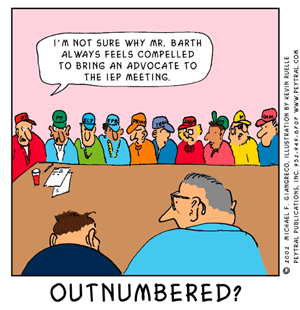 I'M NOT SURE WHY MR. BARTH
ALWAYS FEELS COMPELLED
TO BRING AN ADVOCATE TO
THE IEP MEETING.
OUTNUMBERED?
© 2002 MICHAEL F. GIANGRECO, ILLUSTRATION BY KEVIN RUELLE
PEYTRAL PUBLICATIONS, INC. 952-949-8707 WWW.PEYTRAL.COM